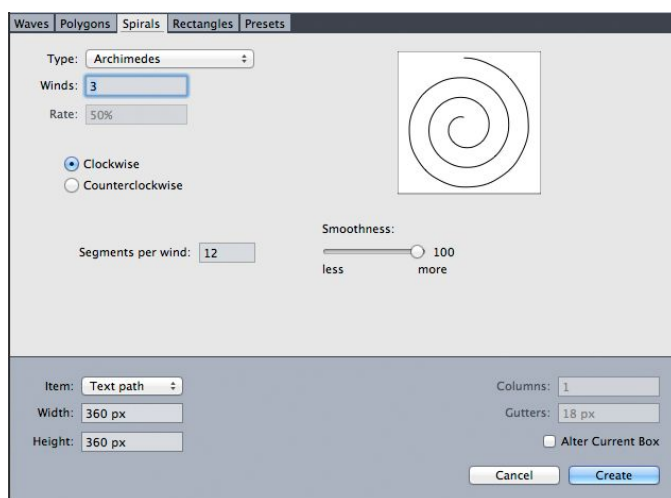 Waves Polygons Spirals Rectangles Presets
Type: Archimedes
Winds: 3
Rate: 50%
Clockwise
Counterclockwise
Smoothness:
Segments per wind: 12
100
less more
Item: Text path
Columns: 1
Width: 360 px
Gutters: 18 px
Height: 360 px
Alter Current Box
Cancel Create